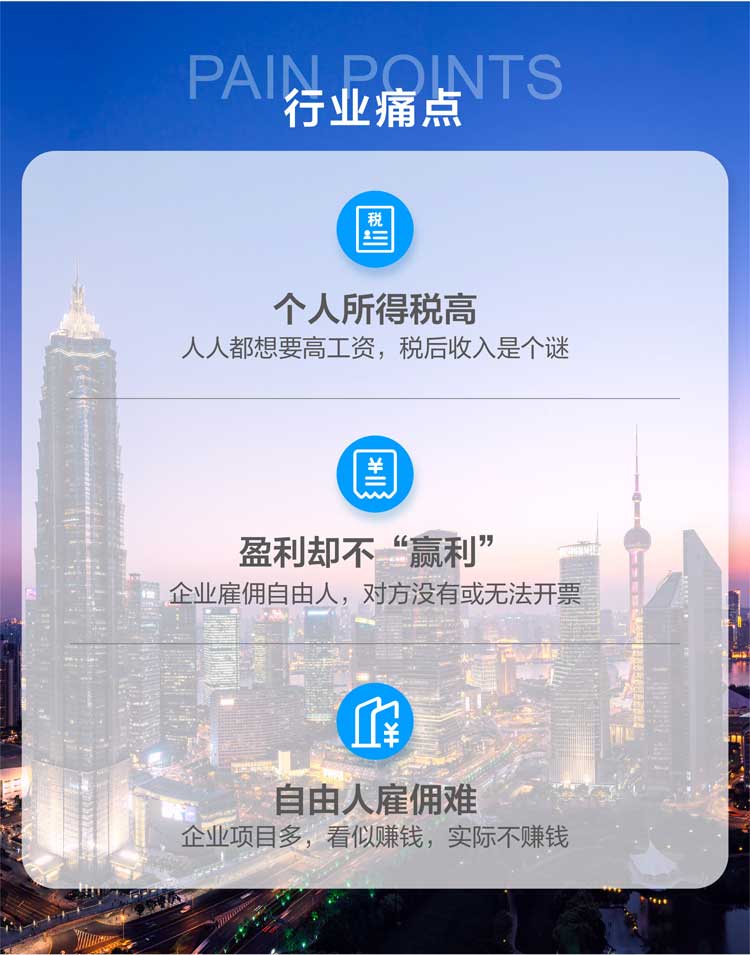 PAIN POINTS
行业痛点
税
个人所得税高
人人都想要高工资，税后收入是个谜
¥
盈利却不“赢利”
企业雇佣自由人，对方没有或无法开票
¥
自由人雇佣难
企业项目多，看似赚钱，实际不赚钱